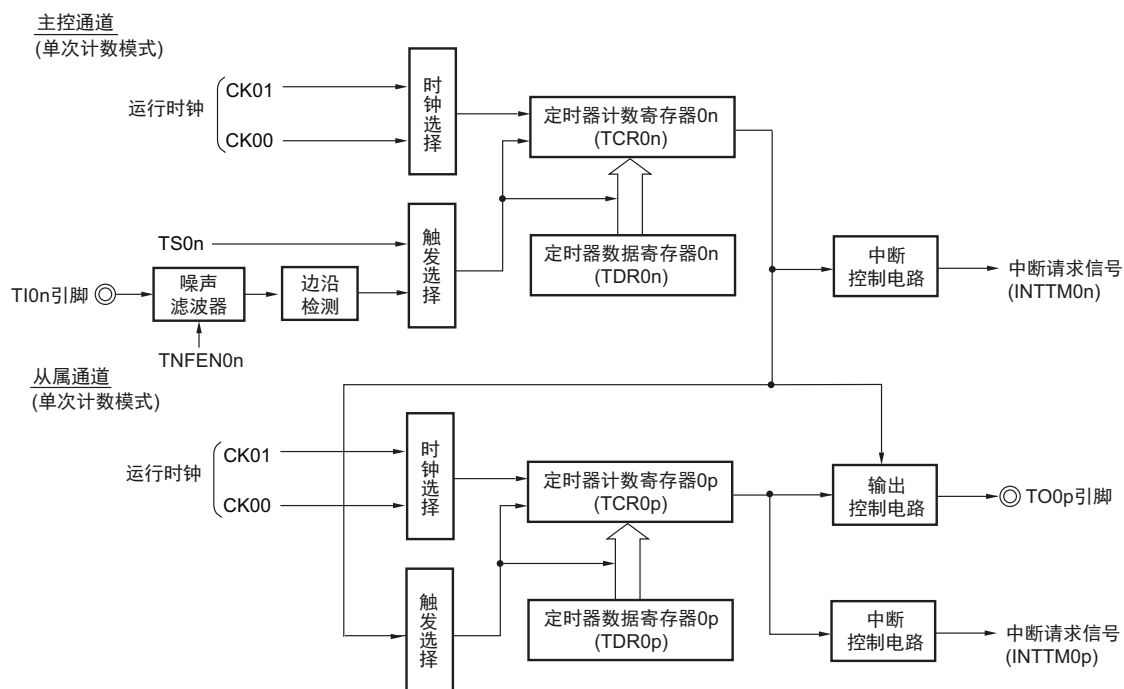 主控通道
(单次计数模式)
运行时钟
CK01
CK00
时钟选择
定时器计数寄存器0n
(TCR0n)
TS0n
触发选择
定时器数据寄存器0n
(TDR0n)
中断
控制电路
中断请求信号
(INTTM0n)
TI0n引脚
噪声
滤波器
边沿
检测
TNFEN0n
从属通道
(单次计数模式)
运行时钟
CK01
CK00
时钟选择
定时器计数寄存器0p
(TCR0p)
输出
控制电路
TO0p引脚
触发选择
定时器数据寄存器0p
(TDR0p)
中断
控制电路
中断请求信号
(INTTM0p)